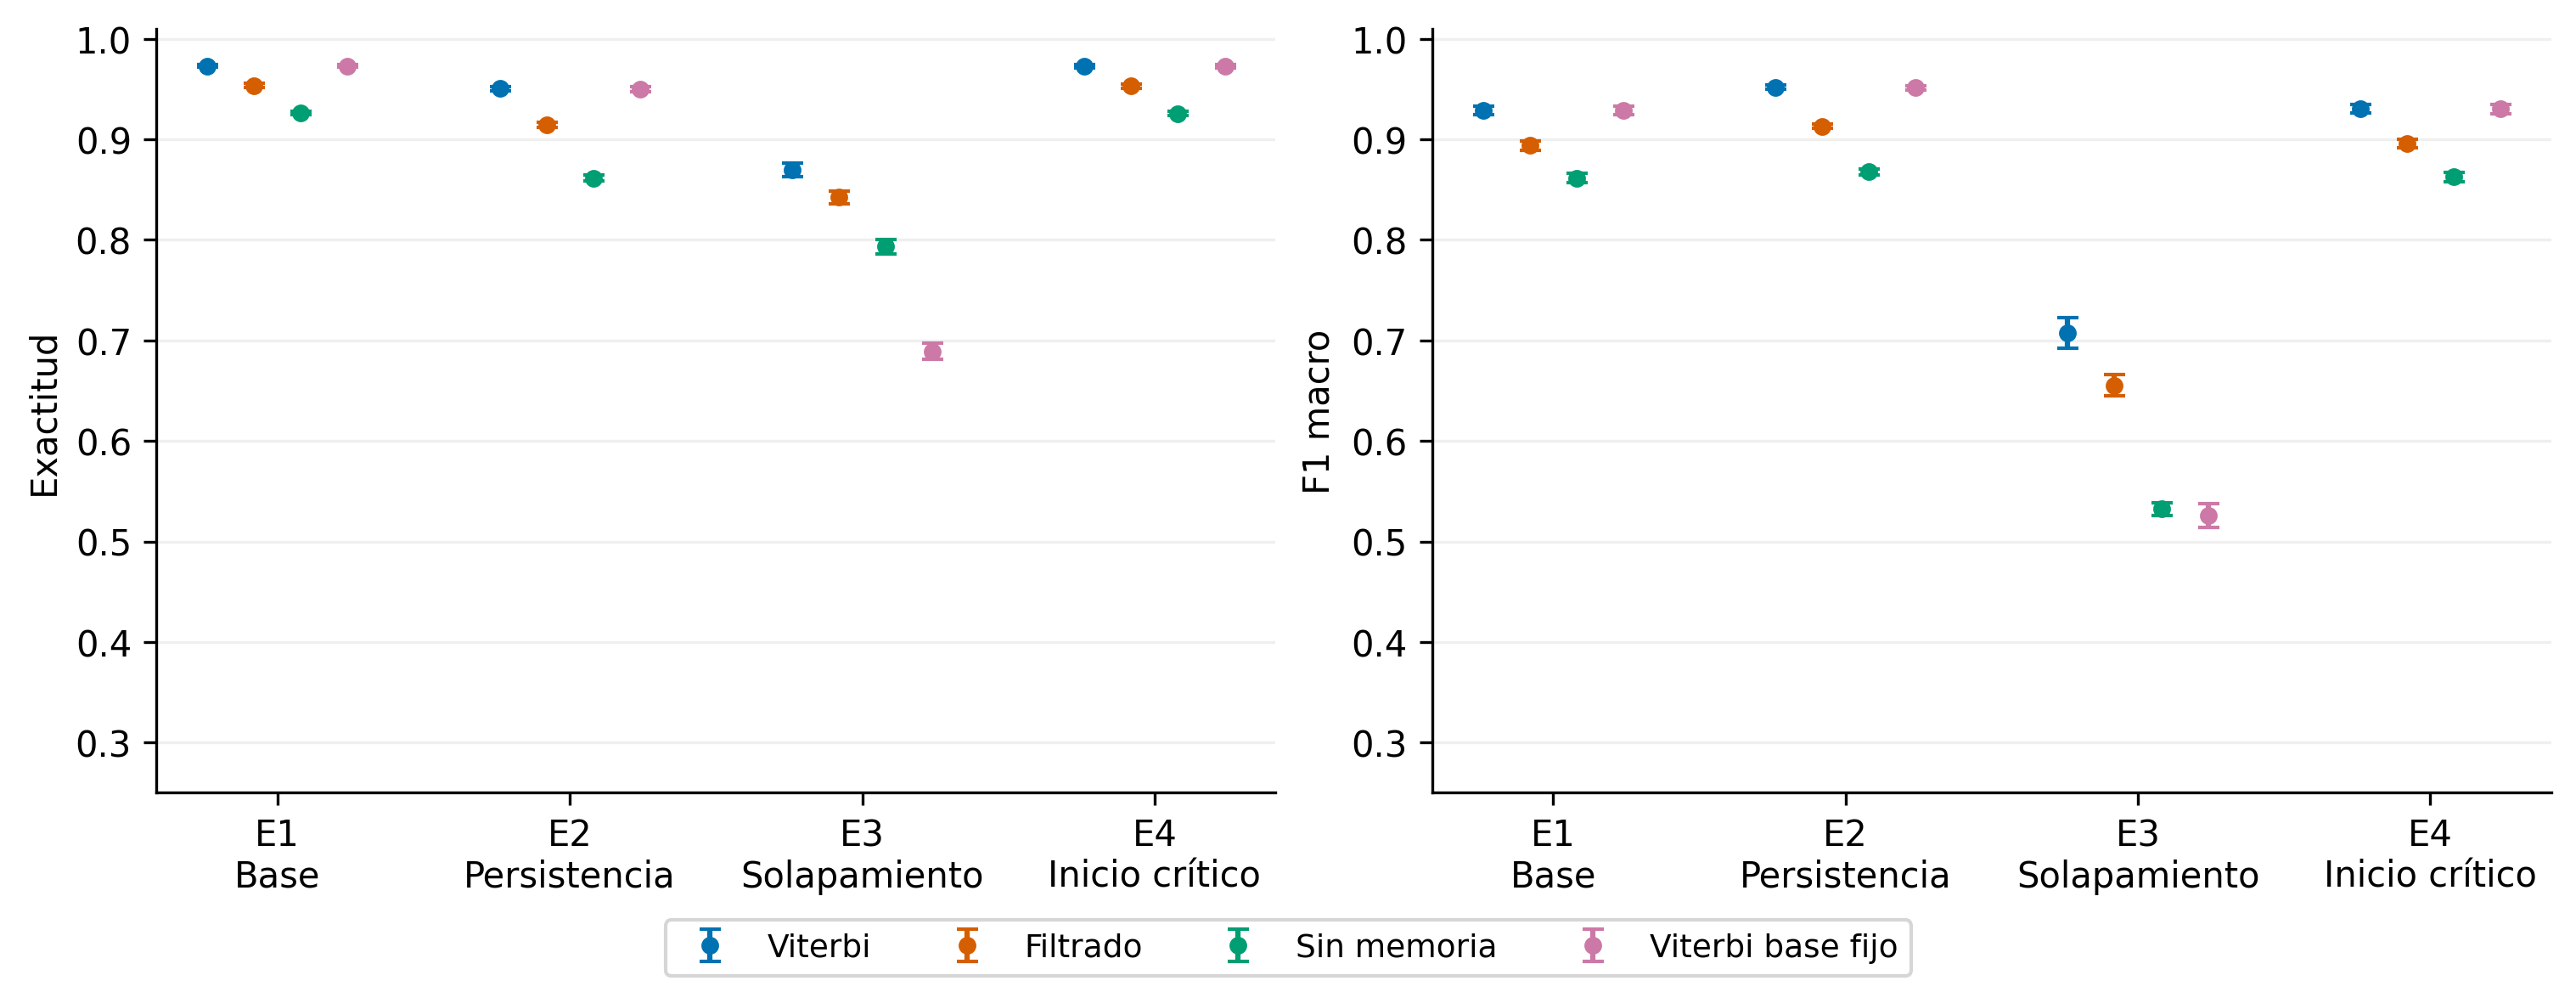 Exactitud
1.0
0.9
0.8
0.7
0.6
0.5
0.4
0.3
E1
Base
E2
Persistencia
E3
Solapamiento
E4
Inicio crítico
F1 macro
1.0
0.9
0.8
0.7
0.6
0.5
0.4
0.3
E1
Base
E2
Persistencia
E3
Solapamiento
E4
Inicio crítico
Viterbi
Filtrado
Sin memoria
Viterbi base fijo